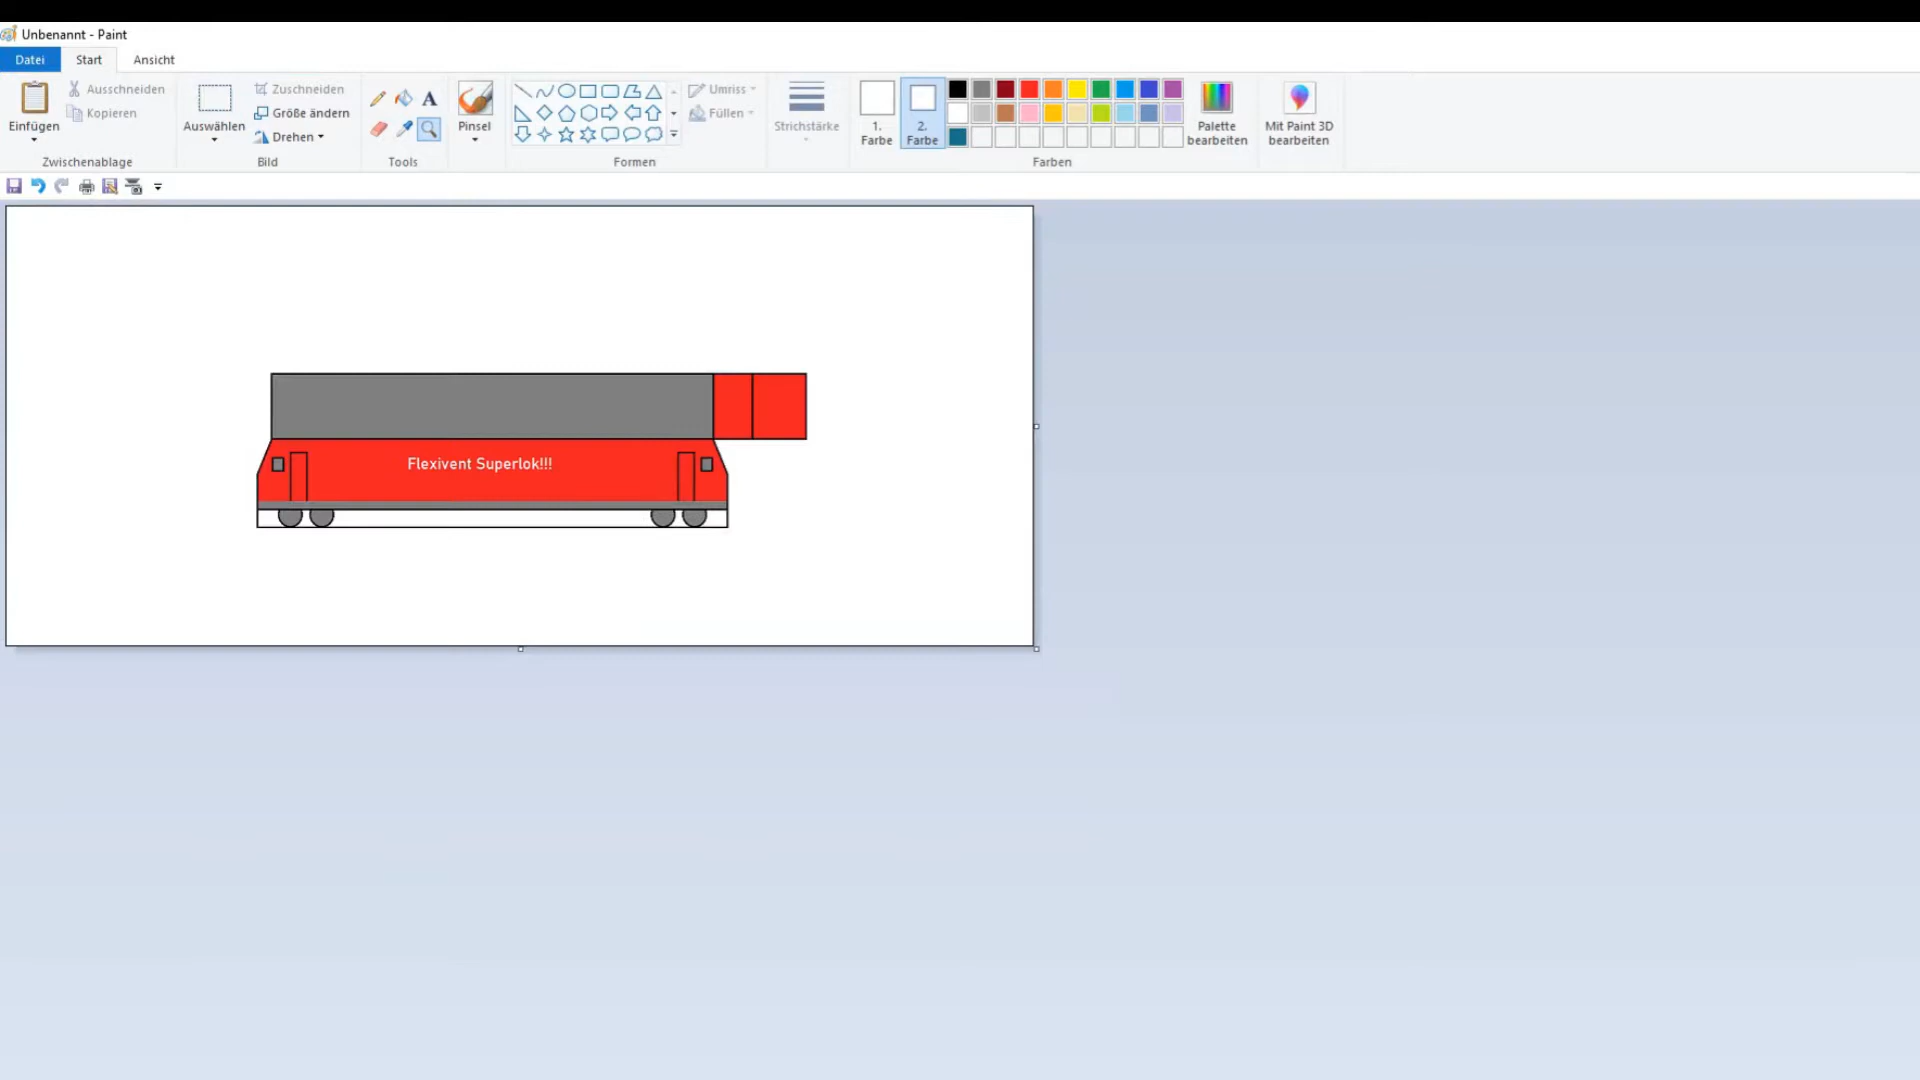 Unbenannt - Paint
Datei Start Ansicht
Einfügen
Ausschneiden
Kopieren
Zwischenablage
Auswählen
Zuschneiden
Größe ändern
Drehen
Bild
A
Tools
Pinsel
Formen
Umriss
Füllen
Strichstärke
1. Farbe
2. Farbe
Farben
Palette bearbeiten
Mit Paint 3D bearbeiten
Flexivent Superlok!!!